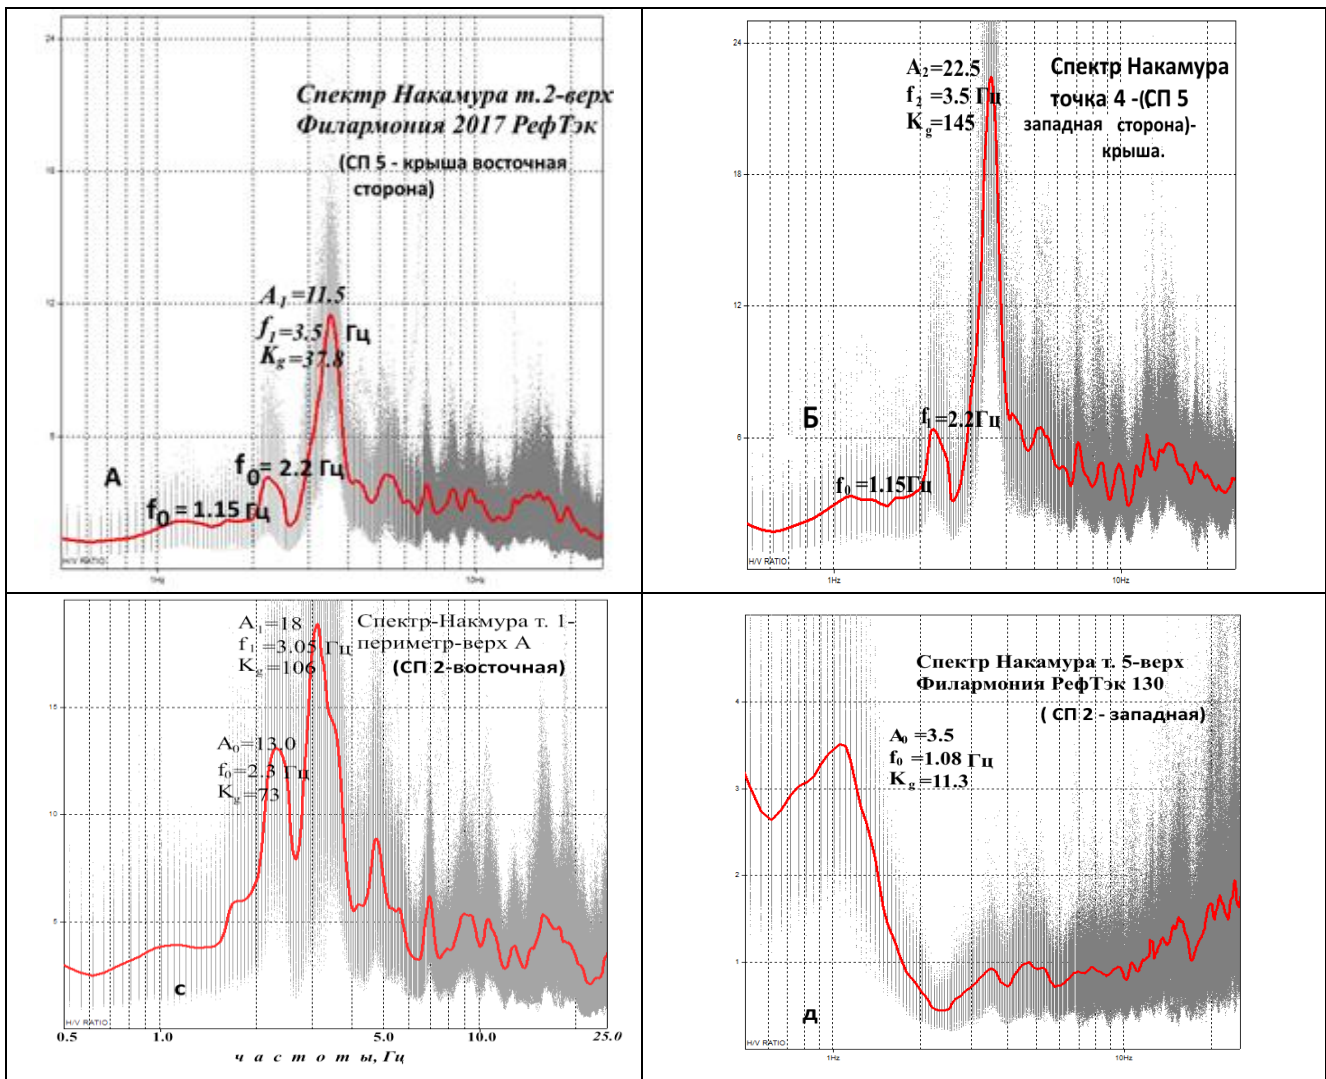 24
18
12
6
Спектр Накамура т.2-верх
Филармония 2017 РефТэк
(СП 5 - крыша восточная
сторона)
A1=11.5
f1=3.5 Гц
Kg=37.8
А
f0= 2.2 Гц
f0 = 1.15 Гц
H/V RATIO
1Hz
10Hz
24
18
12
6
A2=22.5
f2 =3.5 Гц
Kg=145
Спектр Накамура
точка 4 -(СП 5
западная сторона)-
крыша.
Б
f1=2.2Гц
f0 =1.15Гц
H/V RATIO
1Hz
10Hz
A1=18
f1=3.05 Гц
Kg=106
Спектр-Накмура т. 1-
периметр-верх А
(СП 2-восточная)
15
10
5
A0=13.0
f0=2.3 Гц
Kg=73
с
H/V RATIO
0.5
1.0
5.0
10.0
25.0
ч а с т о т ы, Гц
4
3
2
1
Спектр Накамура т. 5-верх
Филармония РефТэк 130
( СП 2 - западная)
A0 =3.5
f0 =1.08 Гц
Kg =11.3
д
H/V RATIO
1Hz
10Hz